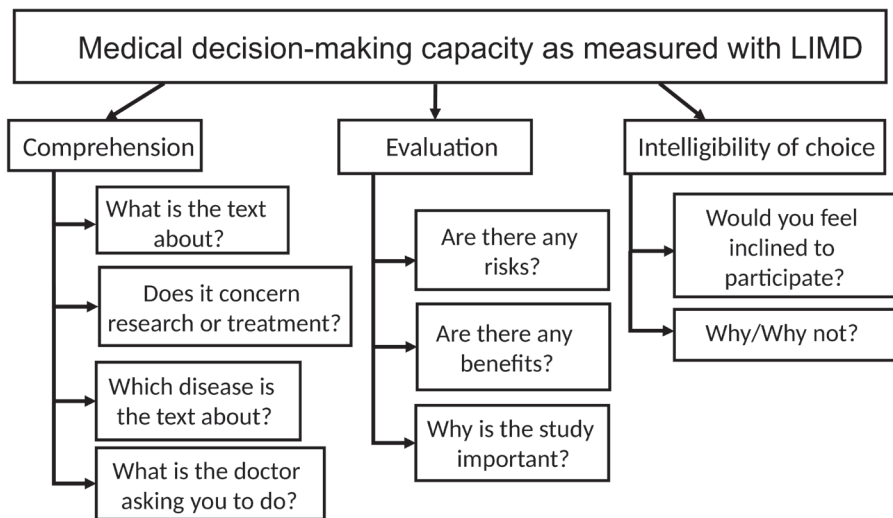 Medical decision-making capacity as measured with LIMD
Comprehension
What is the text
about?
Does it concern
research or treatment?
Which disease is
the text about?
What is the doctor
asking you to do?
Evaluation
Are there any
risks?
Are there any
benefits?
Why is the study
important?
Intelligibility of choice
Would you feel
inclined to
participate?
Why/Why not?